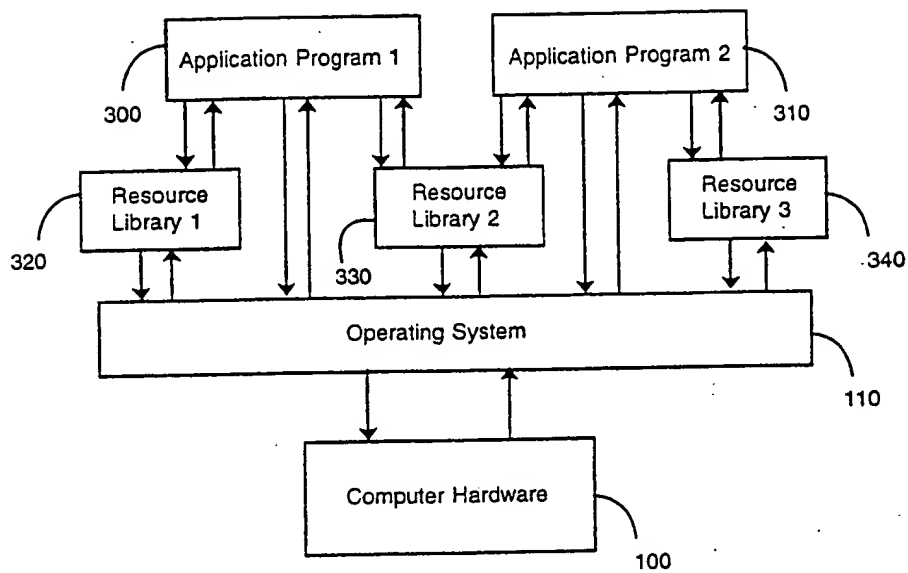 Application Program 1
Application Program 2
300
310
Resource
Library 1
Resource
Library 2
Resource
Library 3
320
330
340
Operating System
110
Computer Hardware
100